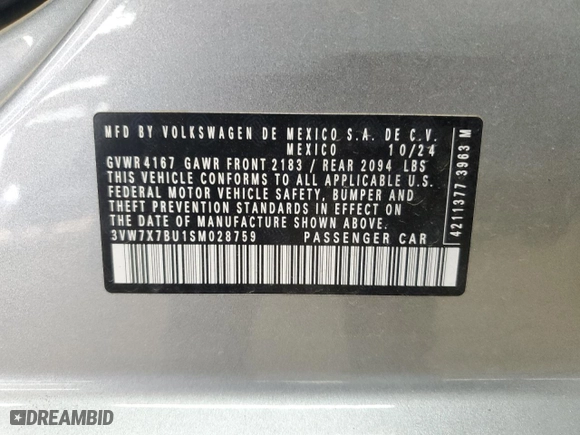 MFD BY VOLKSWAGEN DE MEXICO S.A. DE C.V.
MEXICO 10/24
GVWR 4167 GAWR FRONT 2183 / REAR 2094 LBS
THIS VEHICLE CONFORMS TO ALL APPLICABLE U.S.
FEDERAL MOTOR VEHICLE SAFETY, BUMPER AND
THEFT PREVENTION STANDARDS IN EFFECT ON
THE DATE OF MANUFACTURE SHOWN ABOVE.
3VW7X7BU1SM028759 PASSENGER CAR
4211377 3963 M
DREAMBID